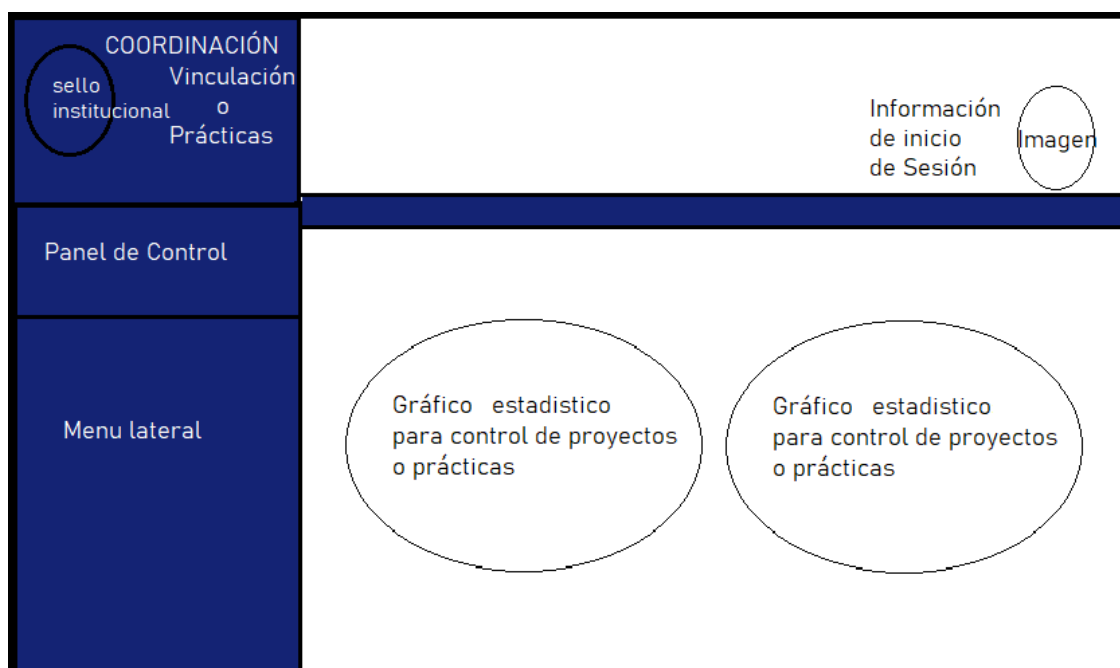 COORDINACIÓN
Vinculación
o
Prácticas
sello
institucional
Información
de inicio
de Sesión
Imagen
Panel de Control
Menu lateral
Gráfico estadistico
para control de proyectos
o prácticas
Gráfico estadistico
para control de proyectos
o prácticas